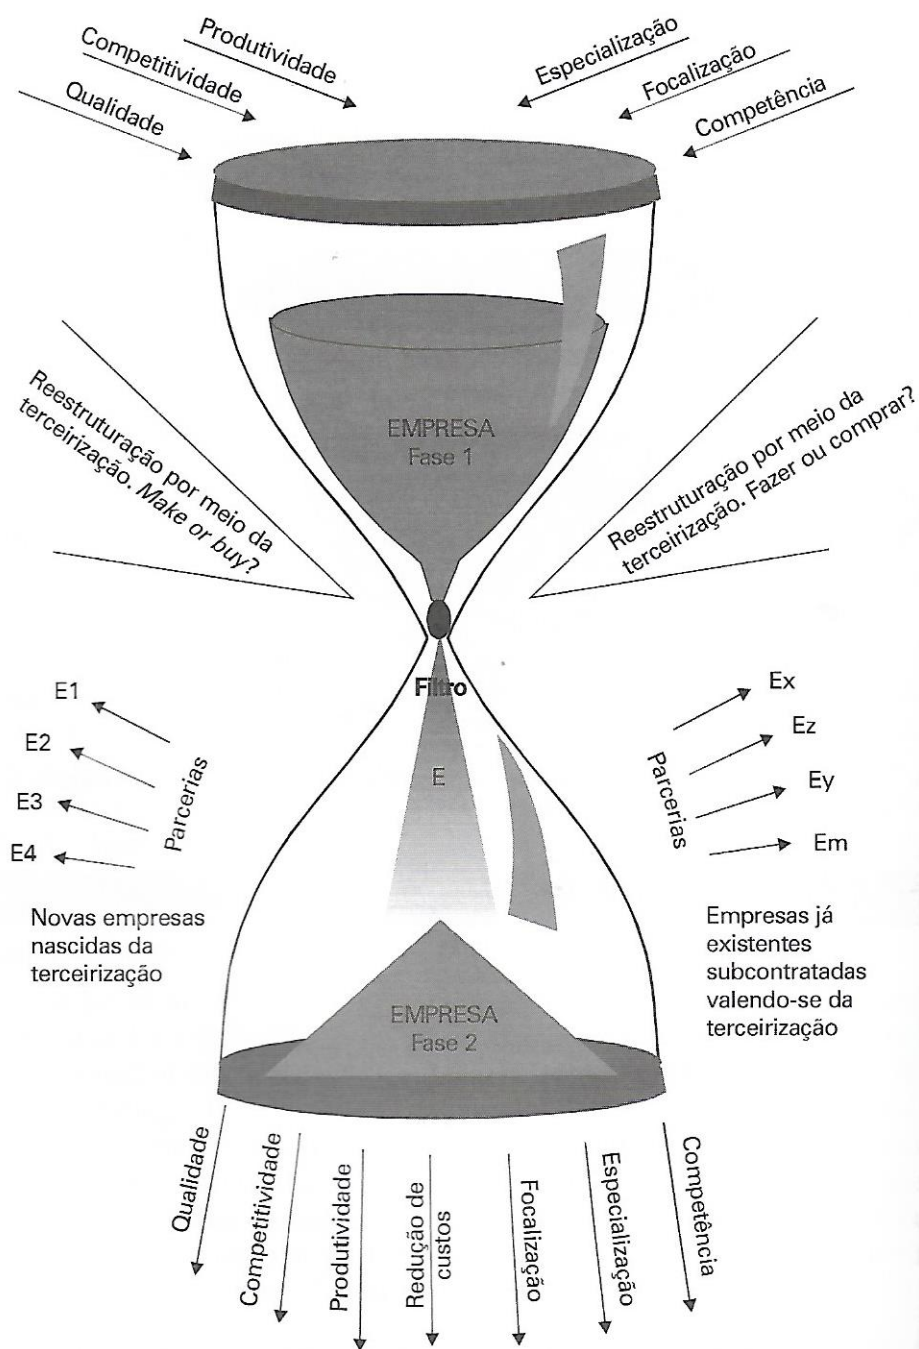 Produtividade
Competitividade
Qualidade
Especialização
Focalização
Competência
EMPRESA
Fase 1
Reestruturação por meio da
terceirização. Make or buy?
Reestruturação por meio da
terceirização. Fazer ou comprar?
Filtro
E
E1
E2
E3
E4
Parcerias
Novas empresas
nascidas da
terceirização
Ex
Ez
Ey
Em
Parcerias
Empresas já
existentes
subcontratadas
valendo-se da
terceirização
EMPRESA
Fase 2
Qualidade
Competitividade
Produtividade
Redução de
custos
Focalização
Especialização
Competência